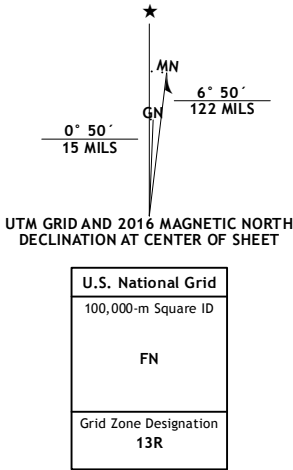 ★
MN
GN
6° 50´
122 MILS
0° 50´
15 MILS
UTM GRID AND 2016 MAGNETIC NORTH
DECLINATION AT CENTER OF SHEET
U.S. National Grid
100,000-m Square ID
FN
Grid Zone Designation
13R